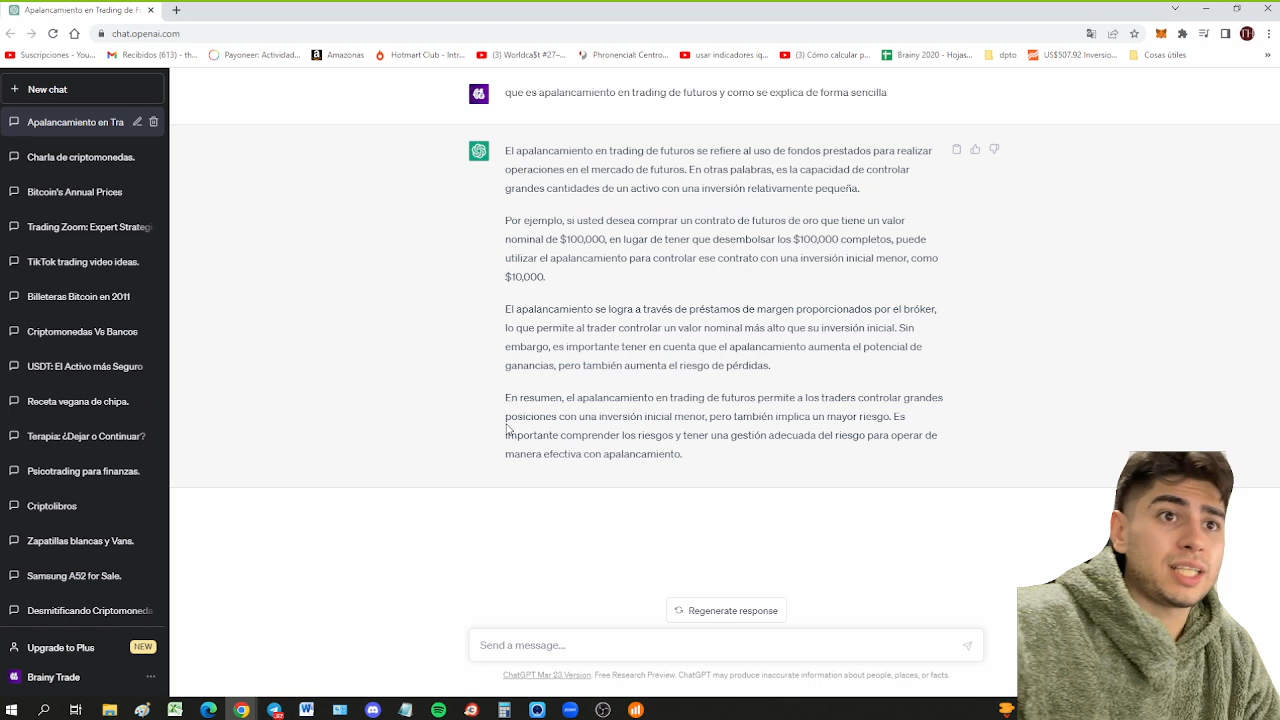 Apalancamiento en Trading de F
chat.openai.com
Suscripciones - You...
Recibidos (613) - th...
Payoneer: Actividad...
Amazonas
Hotmart Club - Intr...
(3) Worldca$t #27–...
Phronencial: Centro...
usar indicadores iq...
(3) Cómo calcular p...
Brainy 2020 - Hojas...
dpto
US$507.92 Inversio...
Cosas útiles
»
New chat
Apalancamiento en Tra
Charla de criptomonedas.
Bitcoin's Annual Prices
Trading Zoom: Expert Strategi
TikTok trading video ideas.
Billeteras Bitcoin en 2011
Criptomonedas Vs Bancos
USDT: El Activo más Seguro
Receta vegana de chipa.
Terapia: ¿Dejar o Continuar?
Psicotrading para finanzas.
Criptolibros
Zapatillas blancas y Vans.
Samsung A52 for Sale.
Desmitificando Criptomoneda
Upgrade to Plus
NEW
Brainy Trade
que es apalancamiento en trading de futuros y como se explica de forma sencilla
El apalancamiento en trading de futuros se refiere al uso de fondos prestados para realizar
operaciones en el mercado de futuros. En otras palabras, es la capacidad de controlar
grandes cantidades de un activo con una inversión relativamente pequeña.
Por ejemplo, si usted desea comprar un contrato de futuros de oro que tiene un valor
nominal de $100,000, en lugar de tener que desembolsar los $100,000 completos, puede
utilizar el apalancamiento para controlar ese contrato con una inversión inicial menor, como
$10,000.
El apalancamiento se logra a través de préstamos de margen proporcionados por el bróker,
lo que permite al trader controlar un valor nominal más alto que su inversión inicial. Sin
embargo, es importante tener en cuenta que el apalancamiento aumenta el potencial de
ganancias, pero también aumenta el riesgo de pérdidas.
En resumen, el apalancamiento en trading de futuros permite a los traders controlar grandes
posiciones con una inversión inicial menor, pero también implica un mayor riesgo. Es
importante comprender los riesgos y tener una gestión adecuada del riesgo para operar de
manera efectiva con apalancamiento.
Regenerate response
Send a message...
ChatGPT Mar 23 Version. Free Research Preview. ChatGPT may produce inaccurate information about people, places, or facts.